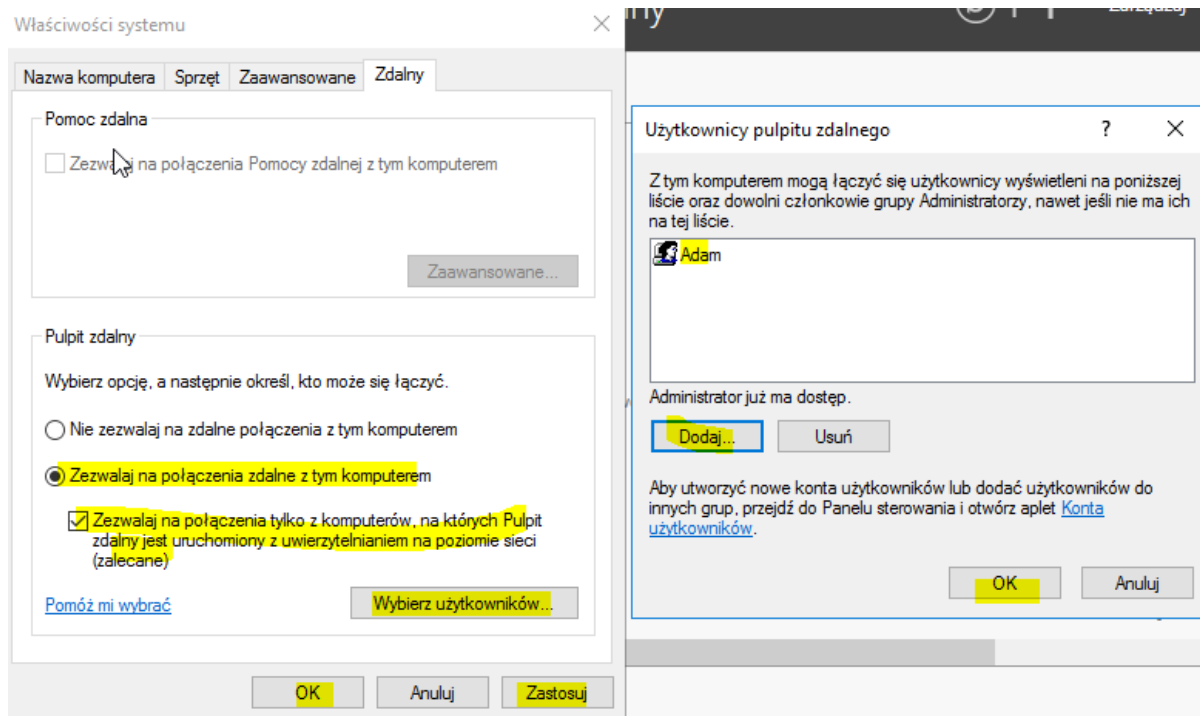 Właściwości systemu
Nazwa komputera
Sprzęt
Zaawansowane
Zdalny
Pomoc zdalna
Zezwalaj na połączenia Pomocy zdalnej z tym komputerem
Zaawansowane...
Pulpit zdalny
Wybierz opcję, a następnie określ, kto może się łączyć.
Nie zezwalaj na zdalne połączenia z tym komputerem
Zezwalaj na połączenia zdalne z tym komputerem
Zezwalaj na połączenia tylko z komputerów, na których Pulpit
zdalny jest uruchomiony z uwierzytelnianiem na poziomie sieci
(zalecane)
Pomóż mi wybrać
Wybierz użytkowników...
OK
Anuluj
Zastosuj
Zarządzaj
Użytkownicy pulpitu zdalnego
?
Z tym komputerem mogą łączyć się użytkownicy wyświetleni na poniższej
liście oraz dowolni członkowie grupy Administratorzy, nawet jeśli nie ma ich
na tej liście.
Adam
Administrator już ma dostęp.
Dodaj...
Usuń
Aby utworzyć nowe konta użytkowników lub dodać użytkowników do
innych grup, przejdź do Panelu sterowania i otwórz aplet Konta
użytkowników.
OK
Anuluj